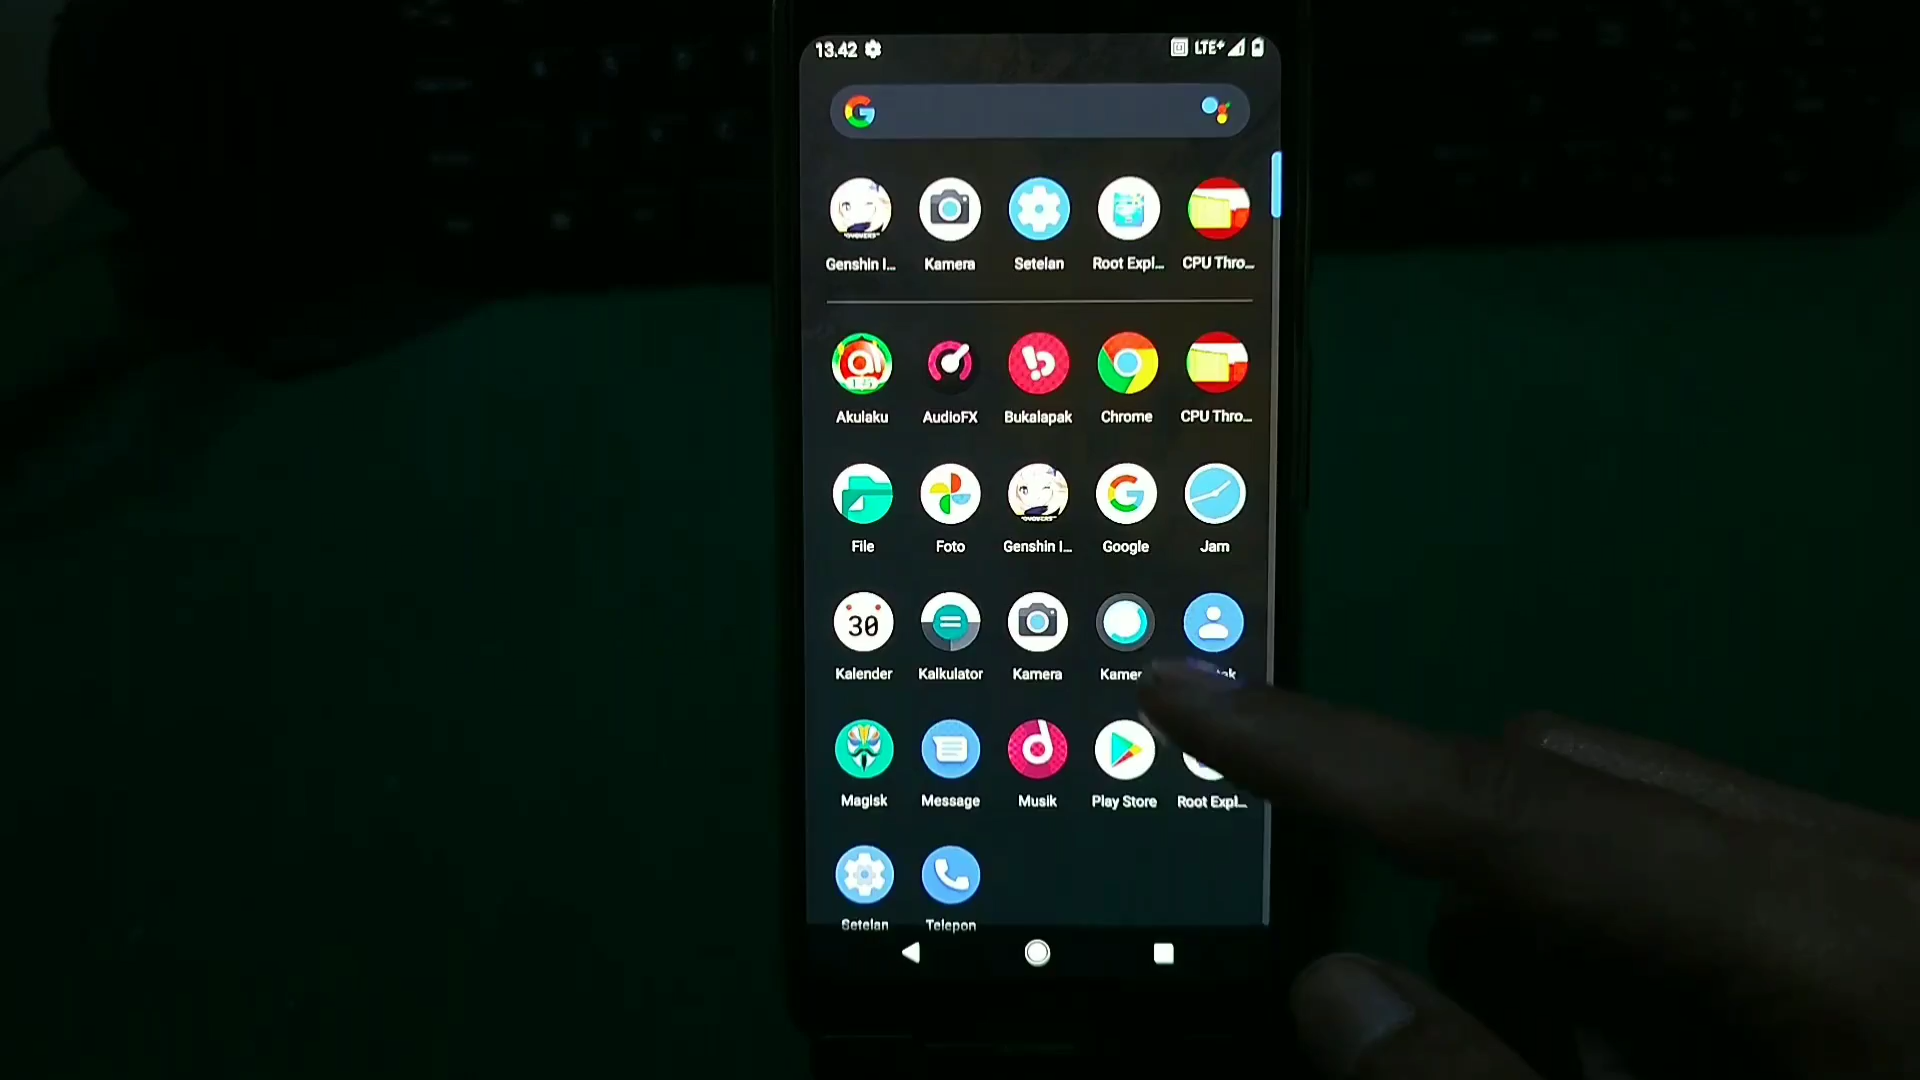 13.42 LTE+
Genshin I... Kamera Setelan Root Expl... CPU Thro...
Akulaku AudioFX Bukalapak Chrome CPU Thro...
File Foto Genshin I... Google Jam
30
Kalender Kalkulator Kamera
Magisk Message Musik Play Store Root Expl...
Setelan Telepon